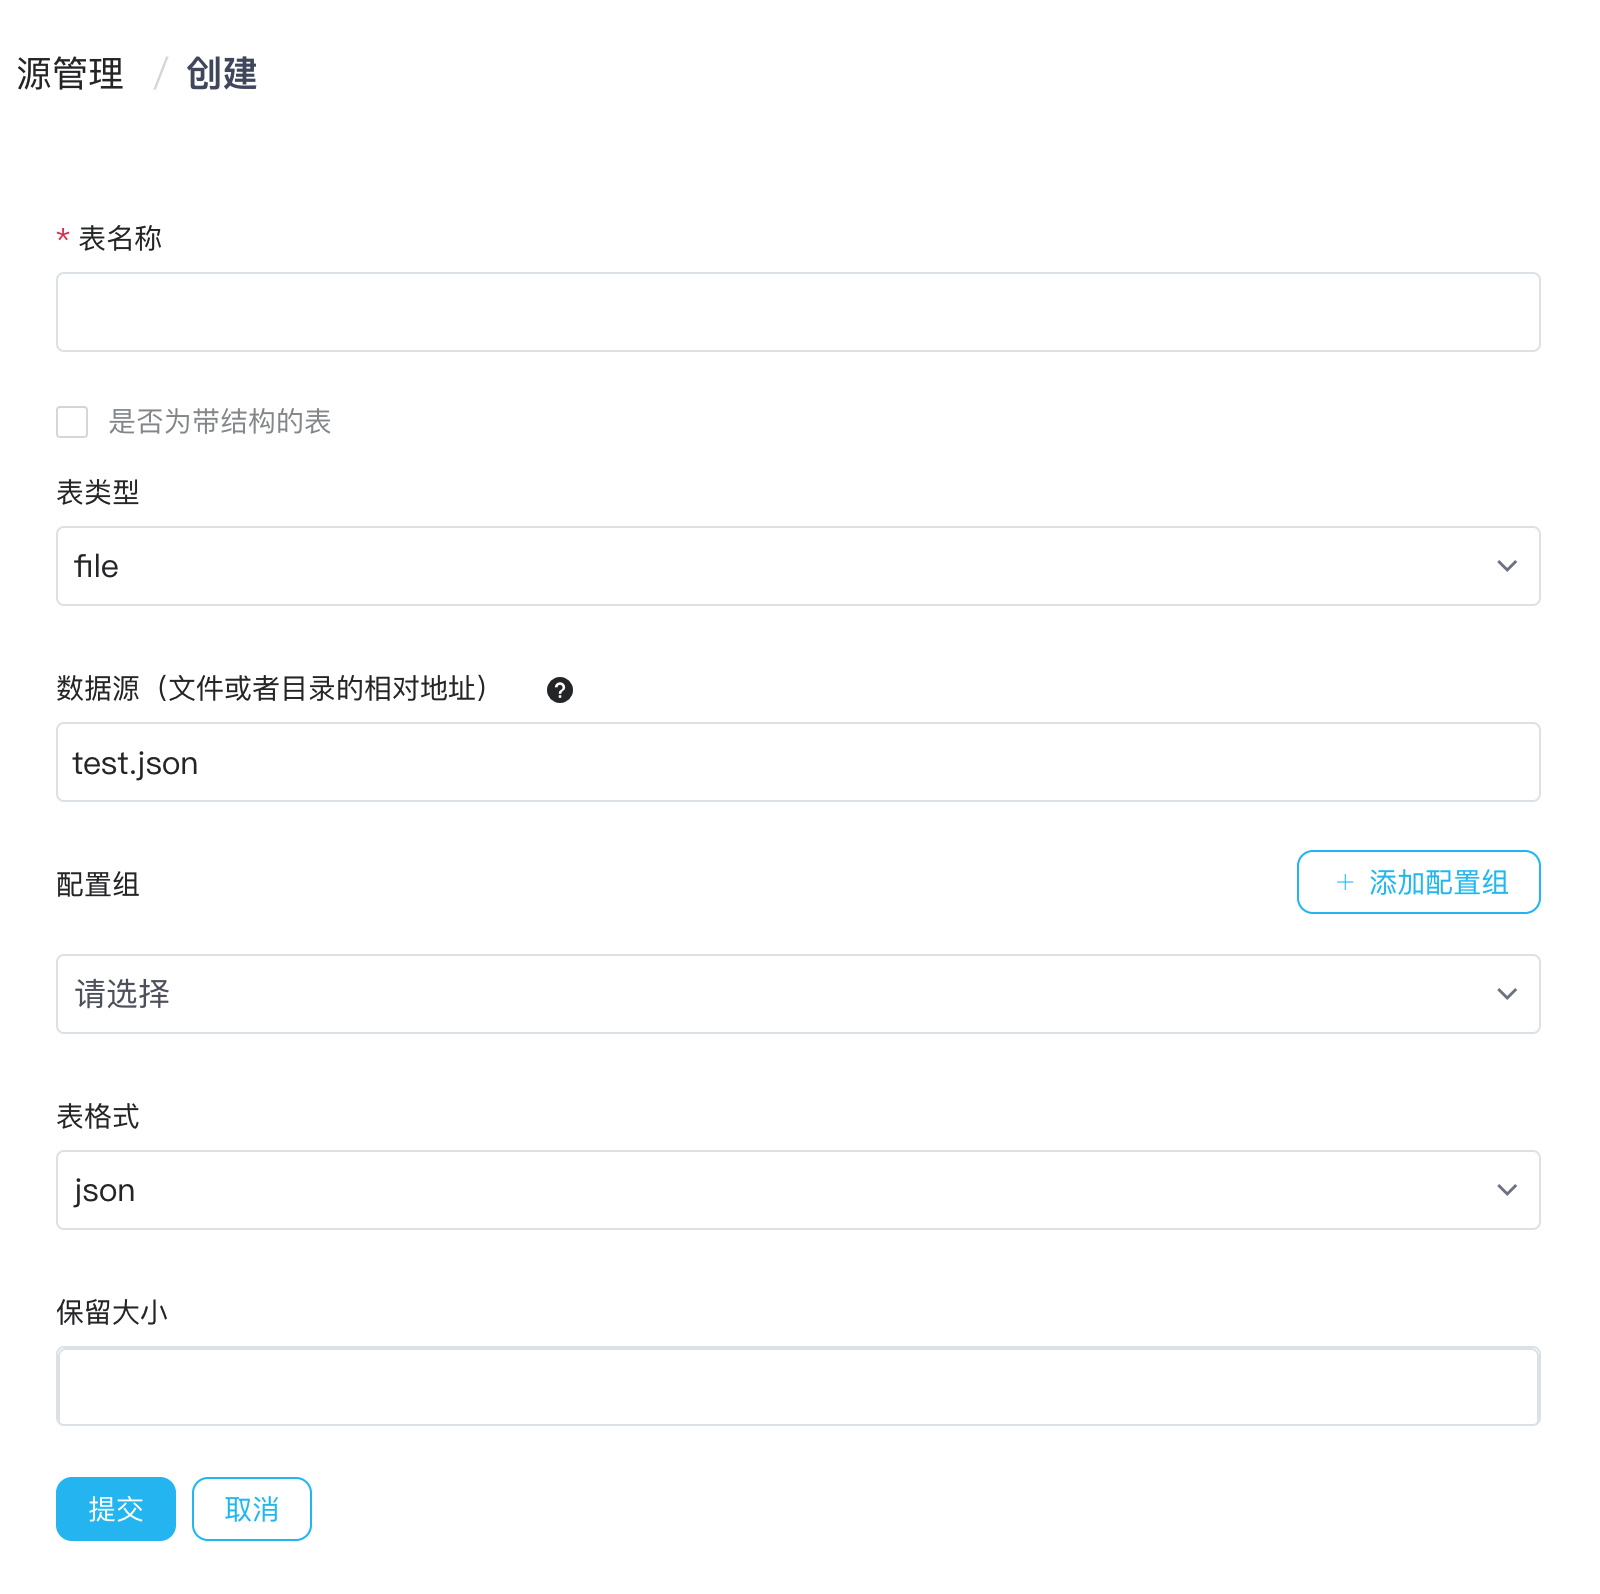 源管理 / 创建
* 表名称
是否为带结构的表
表类型
file
数据源（文件或者目录的相对地址） ?
test.json
配置组
+ 添加配置组
请选择
表格式
json
保留大小
提交 取消